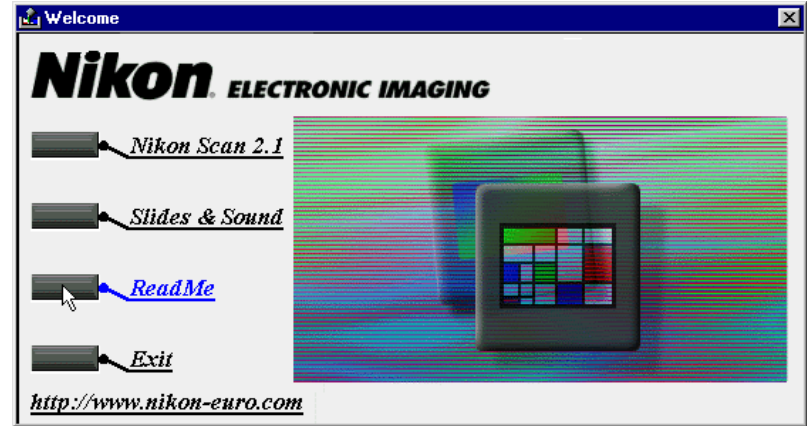 Welcome
Nikon® ELECTRONIC IMAGING
Nikon Scan 2.1
Slides & Sound
ReadMe
Exit
http://www.nikon-euro.com